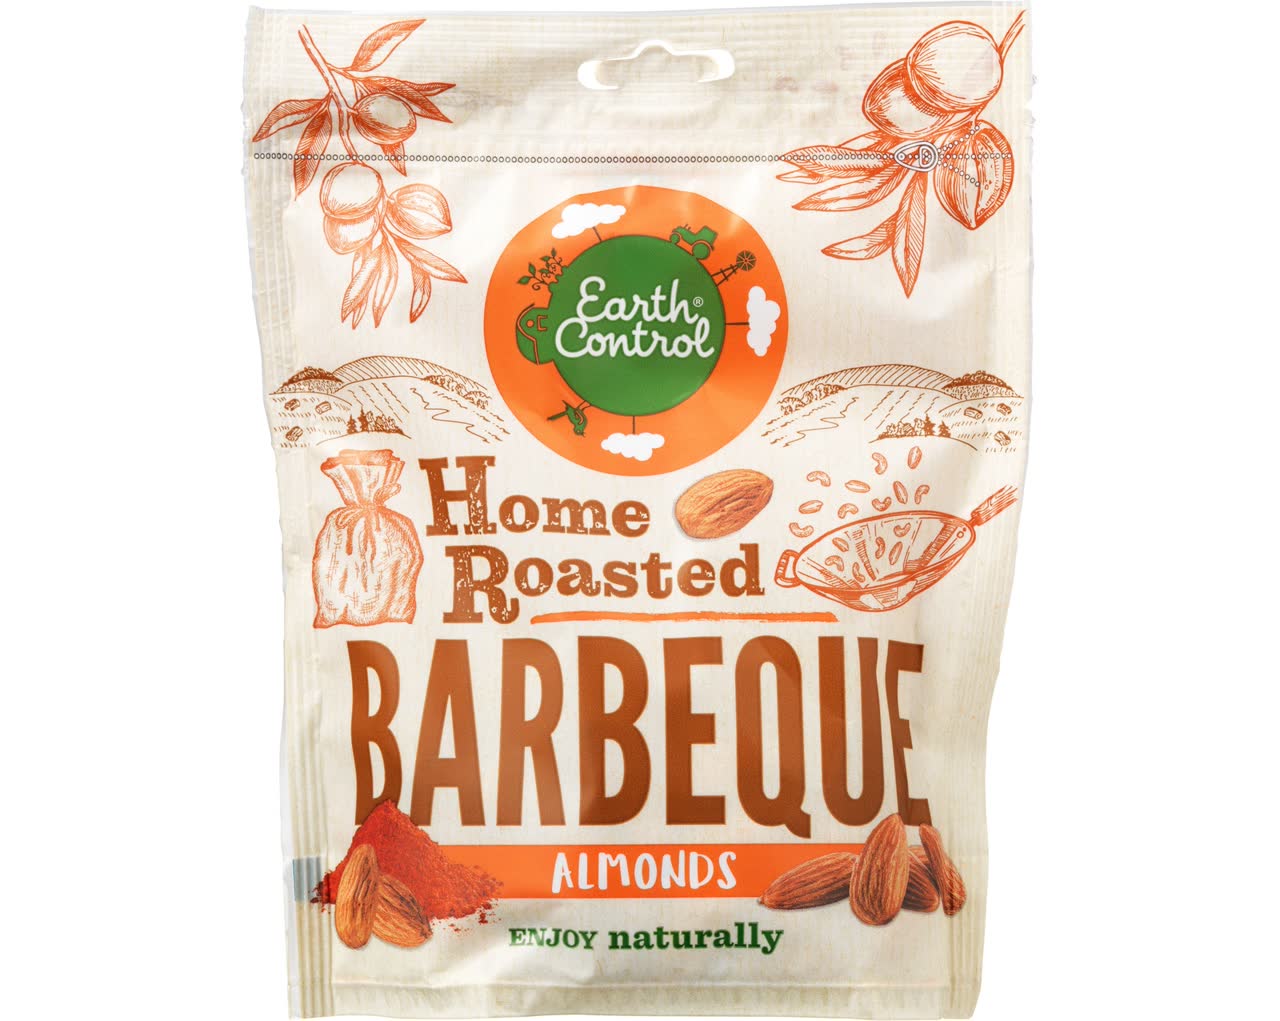 Earth®
Control
Home
Roasted
BARBEQUE
ALMONDS
ENJOY naturally